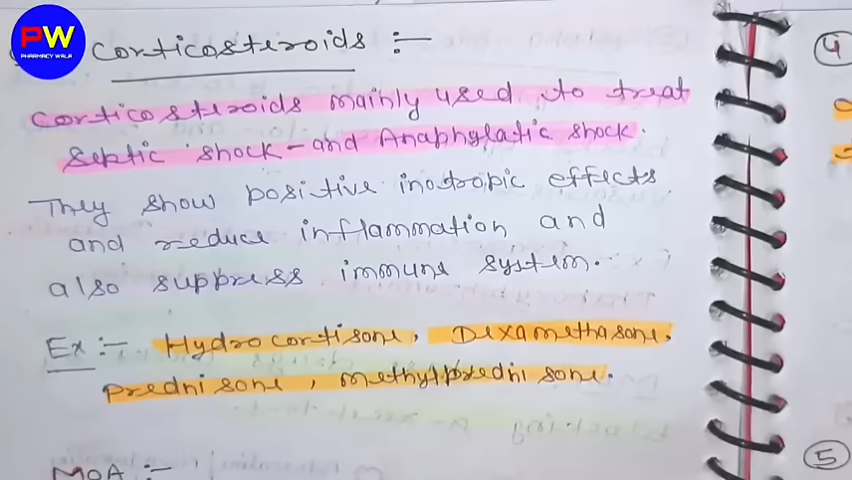 PW
PHARMACY WALA
Corticosteroids :-
Corticosteroids mainly used to treat
Septic shock - and Anaphylatic shock.
They show positive inotropic effects
and reduce inflammation and
also suppress immune system.
Ex :- Hydrocortisone, Dexamethasone,
prednisone, methylprednisone.
MOA :-
4
5